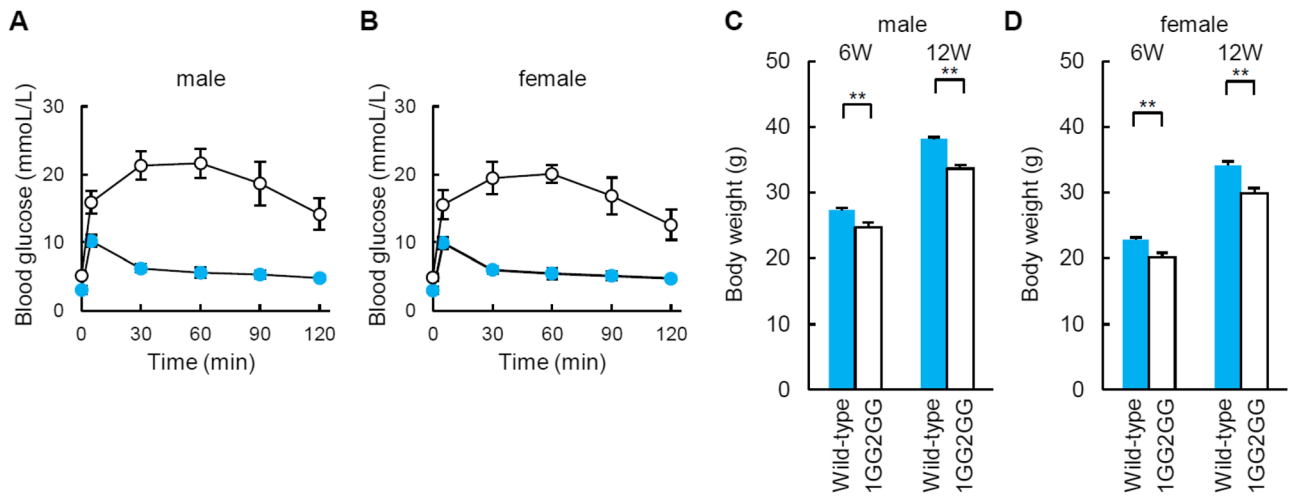 A
male
Blood glucose (mmoL/L)
30
20
10
0
0 30 60 90 120
Time (min)
B
female
Blood glucose (mmoL/L)
30
20
10
0
0 30 60 90 120
Time (min)
C
male
6W 12W
Body weight (g)
50
40
30
20
10
0
** **
Wild-type
1GG2GG
Wild-type
1GG2GG
D
female
6W 12W
Body weight (g)
50
40
30
20
10
0
** **
Wild-type
1GG2GG
Wild-type
1GG2GG